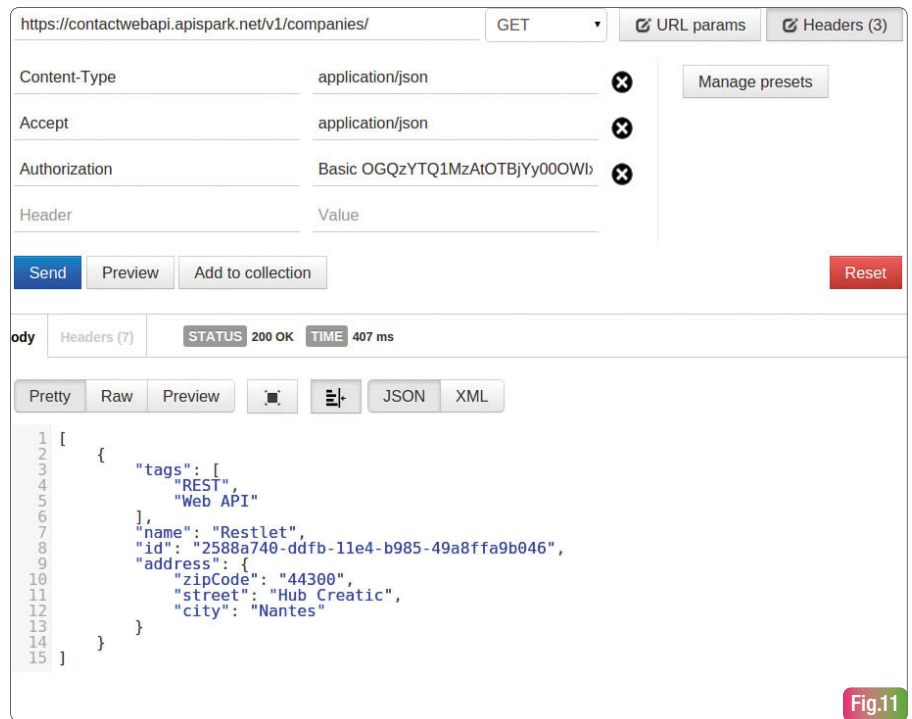 https://contactwebapi.apispark.net/v1/companies/ GET URL params Headers (3)
Content-Type application/json Manage presets
Accept application/json
Authorization Basic OGQzYTQ1MzAtOTBjYy00OWIx
Header Value
Send Preview Add to collection Reset
ody Headers (7) STATUS 200 OK TIME 407 ms
Pretty Raw Preview JSON XML
1 [
2 {
3 "tags": [
4 "REST",
5 "Web API"
6 ],
7 "name": "Restlet",
8 "id": "2588a740-ddfb-11e4-b985-49a8ffa9b046",
9 "address": {
10 "zipCode": "44300",
11 "street": "Hub Creatic",
12 "city": "Nantes"
13 }
14 }
15 ]
Fig.11